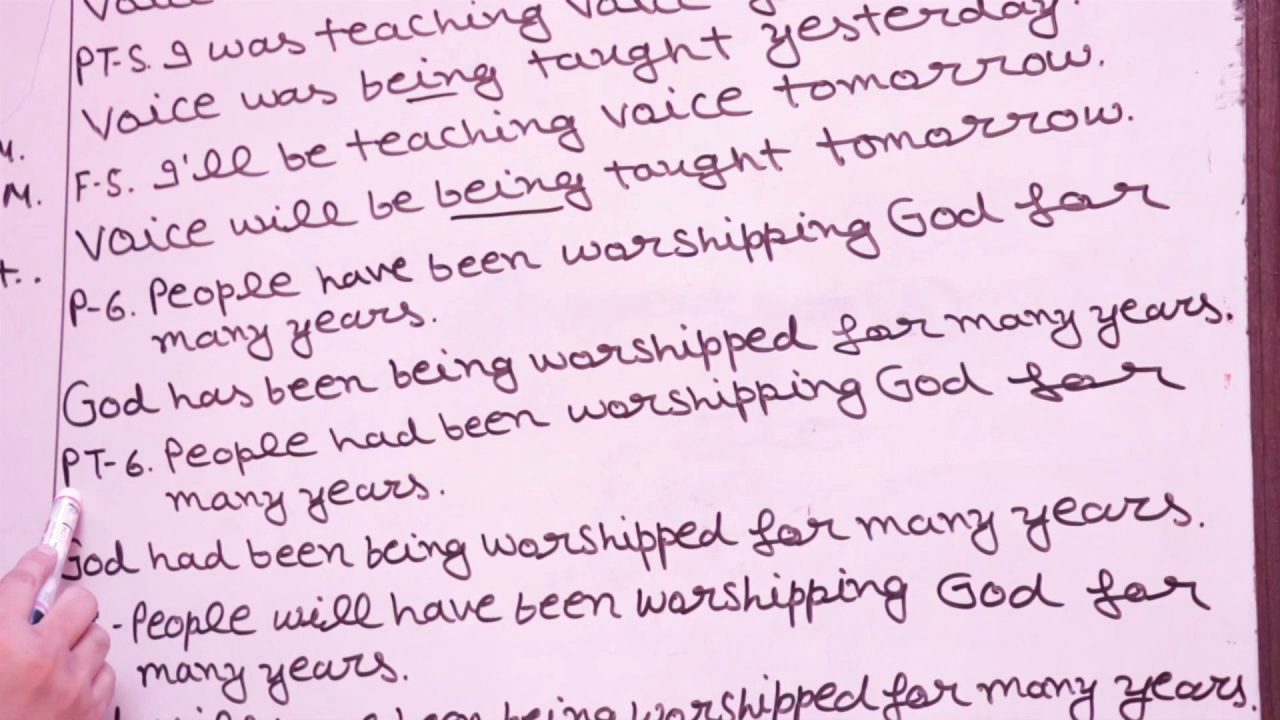 PT-S. I was teaching
Voice was being taught yesterday.
F-S. I'll be teaching voice tomorrow.
M. Voice will be being taught tomorrow.
P-6. People have been worshipping God for
many years.
God has been being worshipped for many years.
PT-6. People had been worshipping God for
many years.
God had been being worshipped for many years.
- People will have been worshipping God for
many years.
been being worshipped for many years.